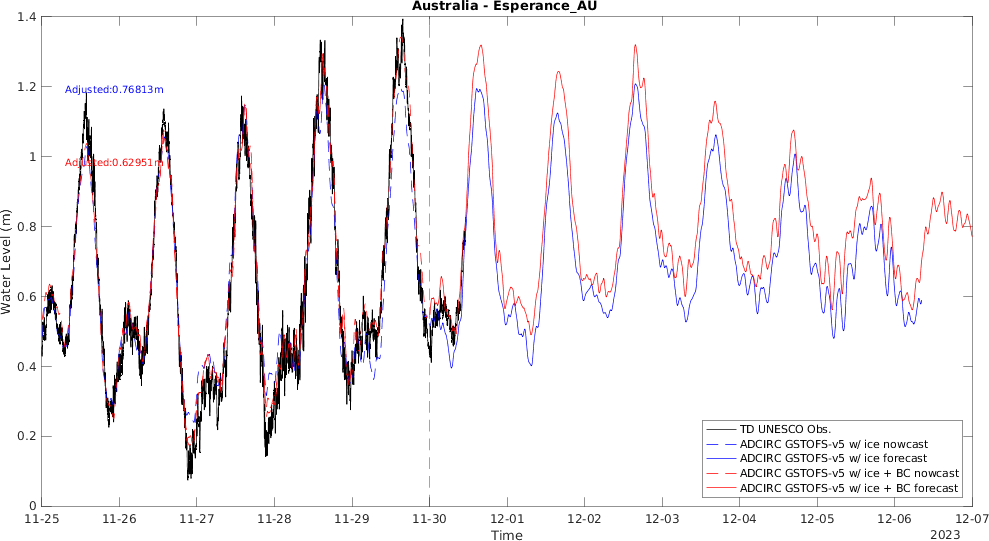 Australia - Esperance_AU
1.4
1.2
1
0.8
0.6
0.4
0.2
0
Water Level (m)
Adjusted:0.76813m
Adjusted:0.62951m
TD UNESCO Obs.
ADCIRC GSTOFS-v5 w/ ice nowcast
ADCIRC GSTOFS-v5 w/ ice forecast
ADCIRC GSTOFS-v5 w/ ice + BC nowcast
ADCIRC GSTOFS-v5 w/ ice + BC forecast
11-25 11-26 11-27 11-28 11-29 11-30 12-01 12-02 12-03 12-04 12-05 12-06 12-07
Time
2023